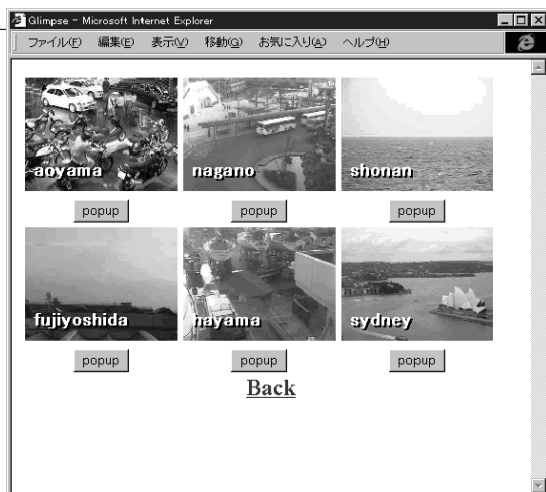 Glimpse - Microsoft Internet Explorer
ファイル(F) 編集(E) 表示(V) 移動(G) お気に入り(A) ヘルプ(H)
aoyama nagano shonan
popup popup popup
fujiyoshida hayama sydney
popup popup popup
Back